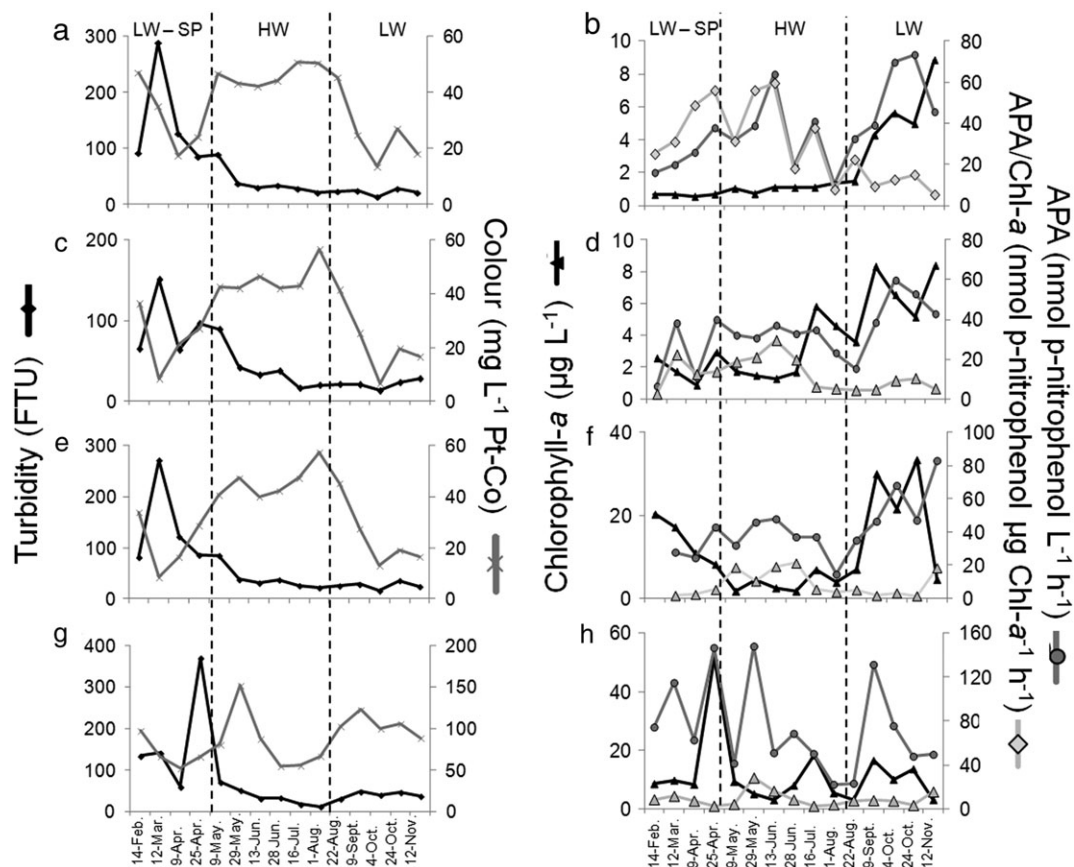 a
LW – SP
HW
LW
300
200
100
0
60
40
20
0
b
LW – SP
HW
LW
10
8
6
4
2
0
80
60
40
20
0
c
200
100
0
60
40
20
0
d
10
8
6
4
2
0
80
60
40
20
0
e
300
200
100
0
60
40
20
0
f
40
20
0
100
80
60
40
20
0
g
400
300
200
100
0
200
150
100
50
0
h
60
40
20
0
160
120
80
40
0
Turbidity (FTU)
Colour (mg L-1 Pt-Co)
Chlorophyll-a (µg L-1)
APA/Chl-a (nmol p-nitrophenol µg Chl-a-1 h-1)
APA (nmol p-nitrophenol L-1 h-1)
14-Feb.
12-Mar.
9-Apr.
25-Apr.
9-May.
29-May.
13-Jun.
28 Jun.
16-Jul.
1-Aug.
22-Aug.
9-Sept.
4-Oct.
24-Oct.
12-Nov.
14-Feb.
12-Mar.
9-Apr.
25-Apr.
9-May.
29-May.
13-Jun.
28 Jun.
16-Jul.
1-Aug.
22-Aug.
9-Sept.
4-Oct.
24-Oct.
12-Nov.